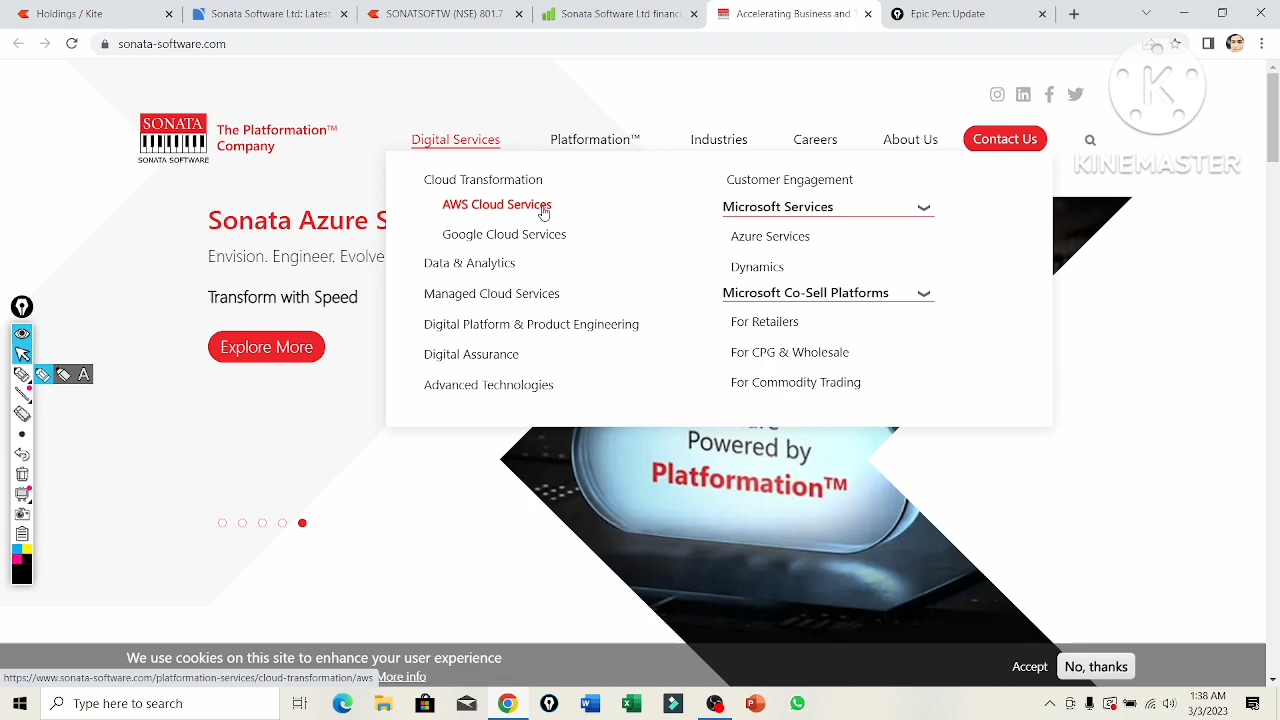 Kite: Latest
SONATSOFTW (NSE) 801.7
Sonata Software Ltd financi
Accelerating Business and T
Epic Pen: Update
sonata-software.com
SONATA
SONATA SOFTWARE
The Platformation™
Company
Digital Services
Platformation™
Industries
Careers
About Us
Contact Us
K
KINEMASTER
Cloud Transformation
AWS Cloud Services
Google Cloud Services
Data & Analytics
Managed Cloud Services
Digital Platform & Product Engineering
Digital Assurance
Advanced Technologies
Customer Engagement
Microsoft Services
Azure Services
Dynamics
Microsoft Co-Sell Platforms
For Retailers
For CPG & Wholesale
For Commodity Trading
Sonata Azure S
Envision. Engineer. Evolve
Transform with Speed
Explore More
A
Powered by
Platformation™
We use cookies on this site to enhance your user experience
More info
Accept
No, thanks
https://www.sonata-software.com/platformation-services/cloud-transformation/aws
Type here to search
1:38 AM
3/3/2023